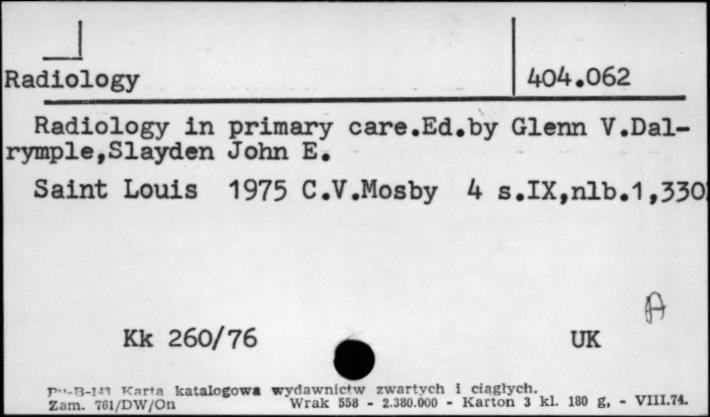 Radiology 404.062
Radiology in primary care.Ed.by Glenn V.Dal-
rymple,Slayden John E.
Saint Louis 1975 C.V.Mosby 4 s.IX,nlb.1,330
A
Kk 260/76 UK
Pu-B-143 Karta katalogowa wydawnictw zwartych i ciągłych.
Zam. 761/DW/On Wrak 558 - 2.380.000 - Karton 3 kl. 180 g, - VIII.74.